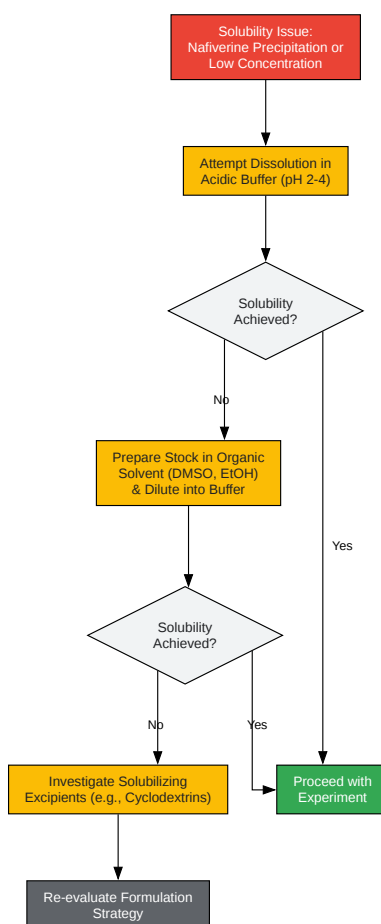 Solubility Issue:
Nafiverine Precipitation or
Low Concentration
Attempt Dissolution in
Acidic Buffer (pH 2-4)
Solubility
Achieved?
No
Prepare Stock in Organic
Solvent (DMSO, EtOH)
& Dilute into Buffer
Yes
Solubility
Achieved?
No
Yes
Investigate Solubilizing
Excipients (e.g., Cyclodextrins)
Proceed with
Experiment
Re-evaluate Formulation
Strategy